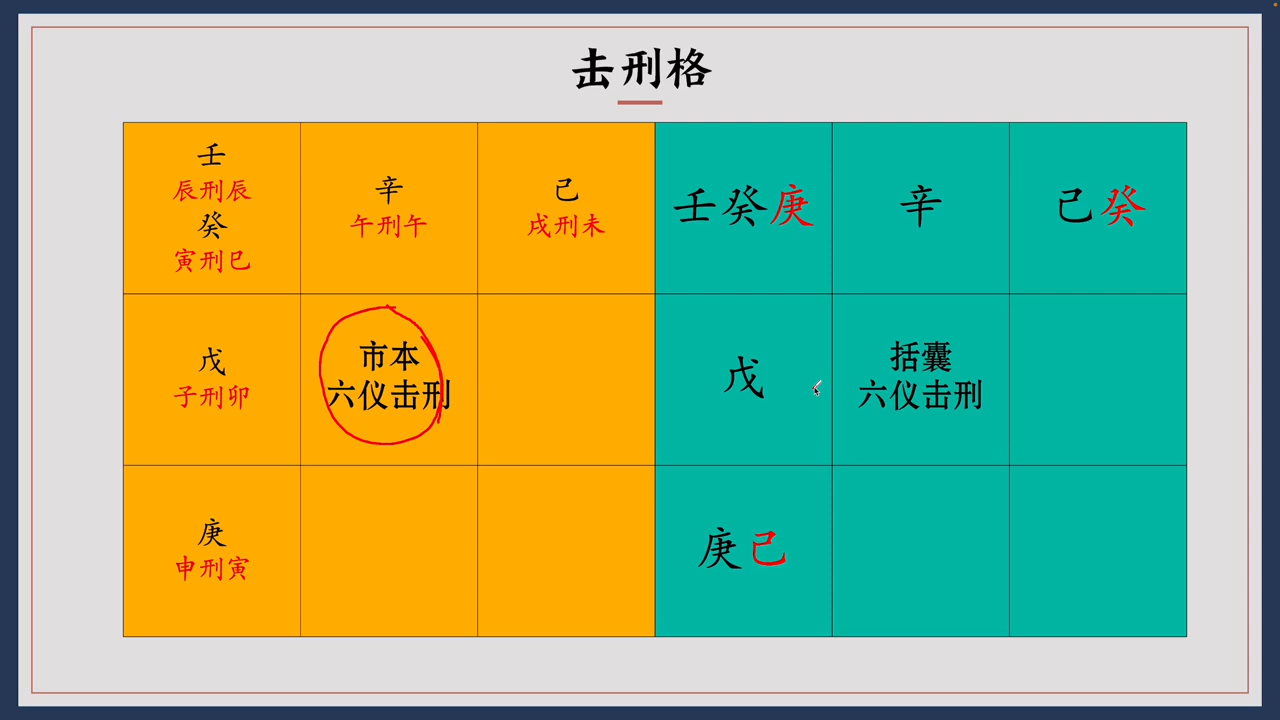 击刑格
壬
辰刑辰
癸
寅刑巳
辛
午刑午
己
戌刑未
壬癸庚
辛
己癸
戊
子刑卯
市本
六仪击刑
戊
括囊
六仪击刑
庚
申刑寅
庚己